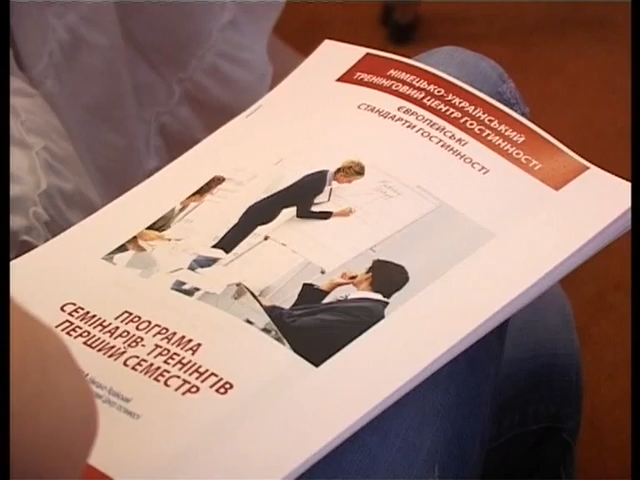 НІМЕЦЬКО-УКРАЇНСЬКИЙ
ТРЕНІНГОВИЙ ЦЕНТР ГОСТИННОСТІ
ЄВРОПЕЙСЬКІ
СТАНДАРТИ ГОСТИННОСТІ
ПРОГРАМА
СЕМІНАРІВ- ТРЕНІНГІВ
ПЕРШИЙ СЕМЕСТР